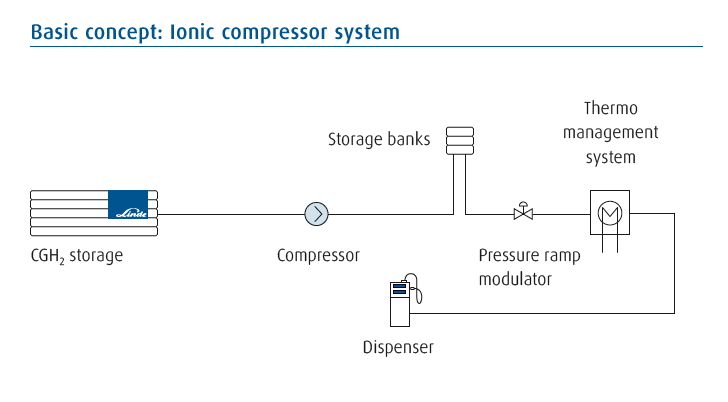 Basic concept: Ionic compressor system
Thermo
management
system
Storage banks
Linde
CGH₂ storage
Compressor
Pressure ramp
modulator
Dispenser